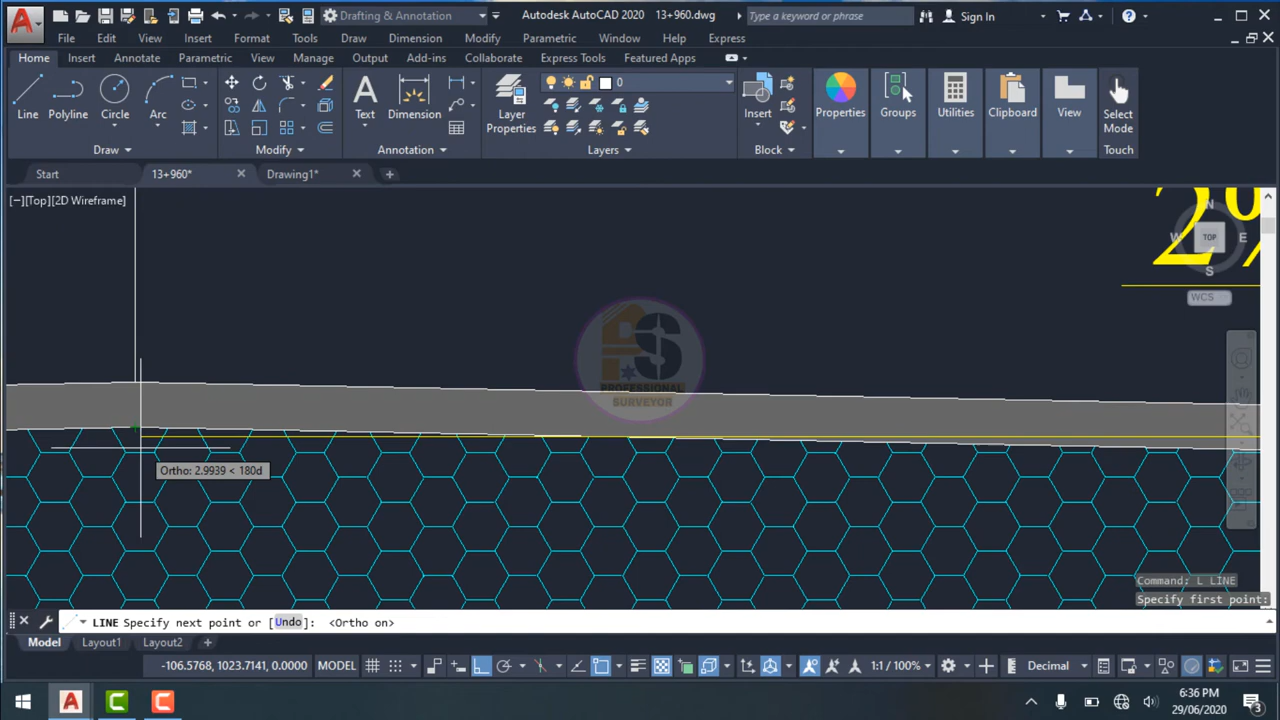 Drafting & Annotation
Autodesk AutoCAD 2020 13+960.dwg
Type a keyword or phrase
Sign In
File Edit View Insert Format Tools Draw Dimension Modify Parametric Window Help Express
Home Insert Annotate Parametric View Manage Output Add-ins Collaborate Express Tools Featured Apps
Line Polyline Circle Arc
Text Dimension
Layer
Properties
0
Insert
Properties Groups Utilities Clipboard View
Select
Mode
Draw Modify Annotation Layers Block Touch
Start 13+960* Drawing1*
[−][Top][2D Wireframe]
2%
N
W TOP E
S
WCS
PROFESSIONAL
SURVEYOR
Ortho: 2.9939 < 180d
Command: L LINE
Specify first point:
LINE Specify next point or [Undo]: <Ortho on>
Model Layout1 Layout2
-106.5768, 1023.7141, 0.0000 MODEL 1:1 / 100% Decimal
6:36 PM
29/06/2020
3